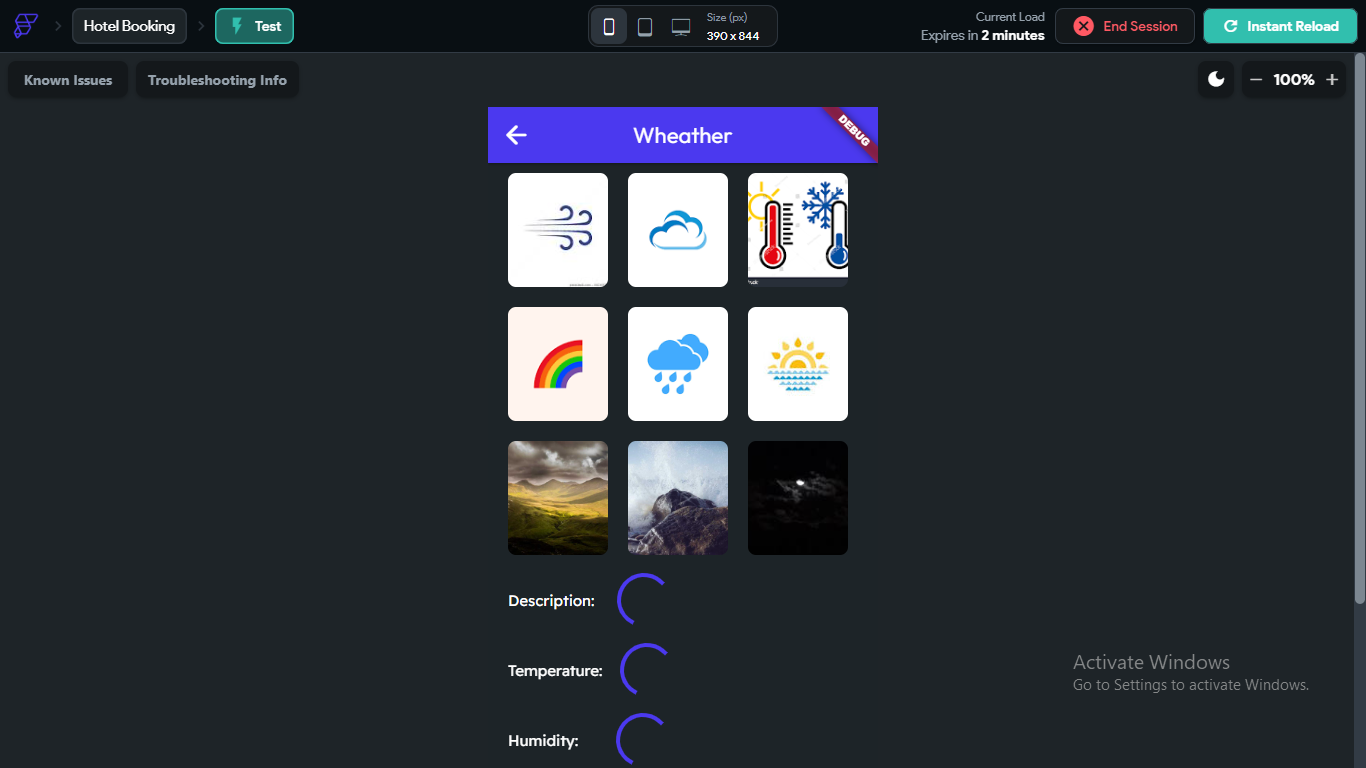 Hotel Booking
Test
Size (px)
390 x 844
Current Load
Expires in 2 minutes
End Session
Instant Reload
Known Issues
Troubleshooting Info
100%
Wheather
DEBUG
Description:
Temperature:
Humidity:
Activate Windows
Go to Settings to activate Windows.